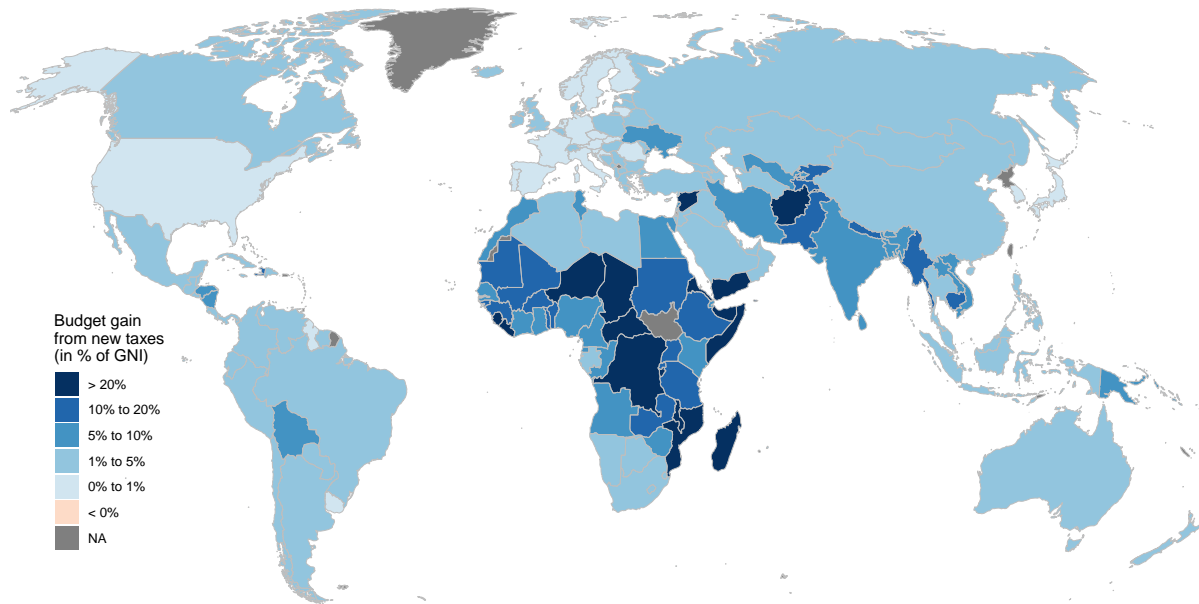 Budget gain
from new taxes
(in % of GNI)
> 20%
10% to 20%
5% to 10%
1% to 5%
0% to 1%
< 0%
NA